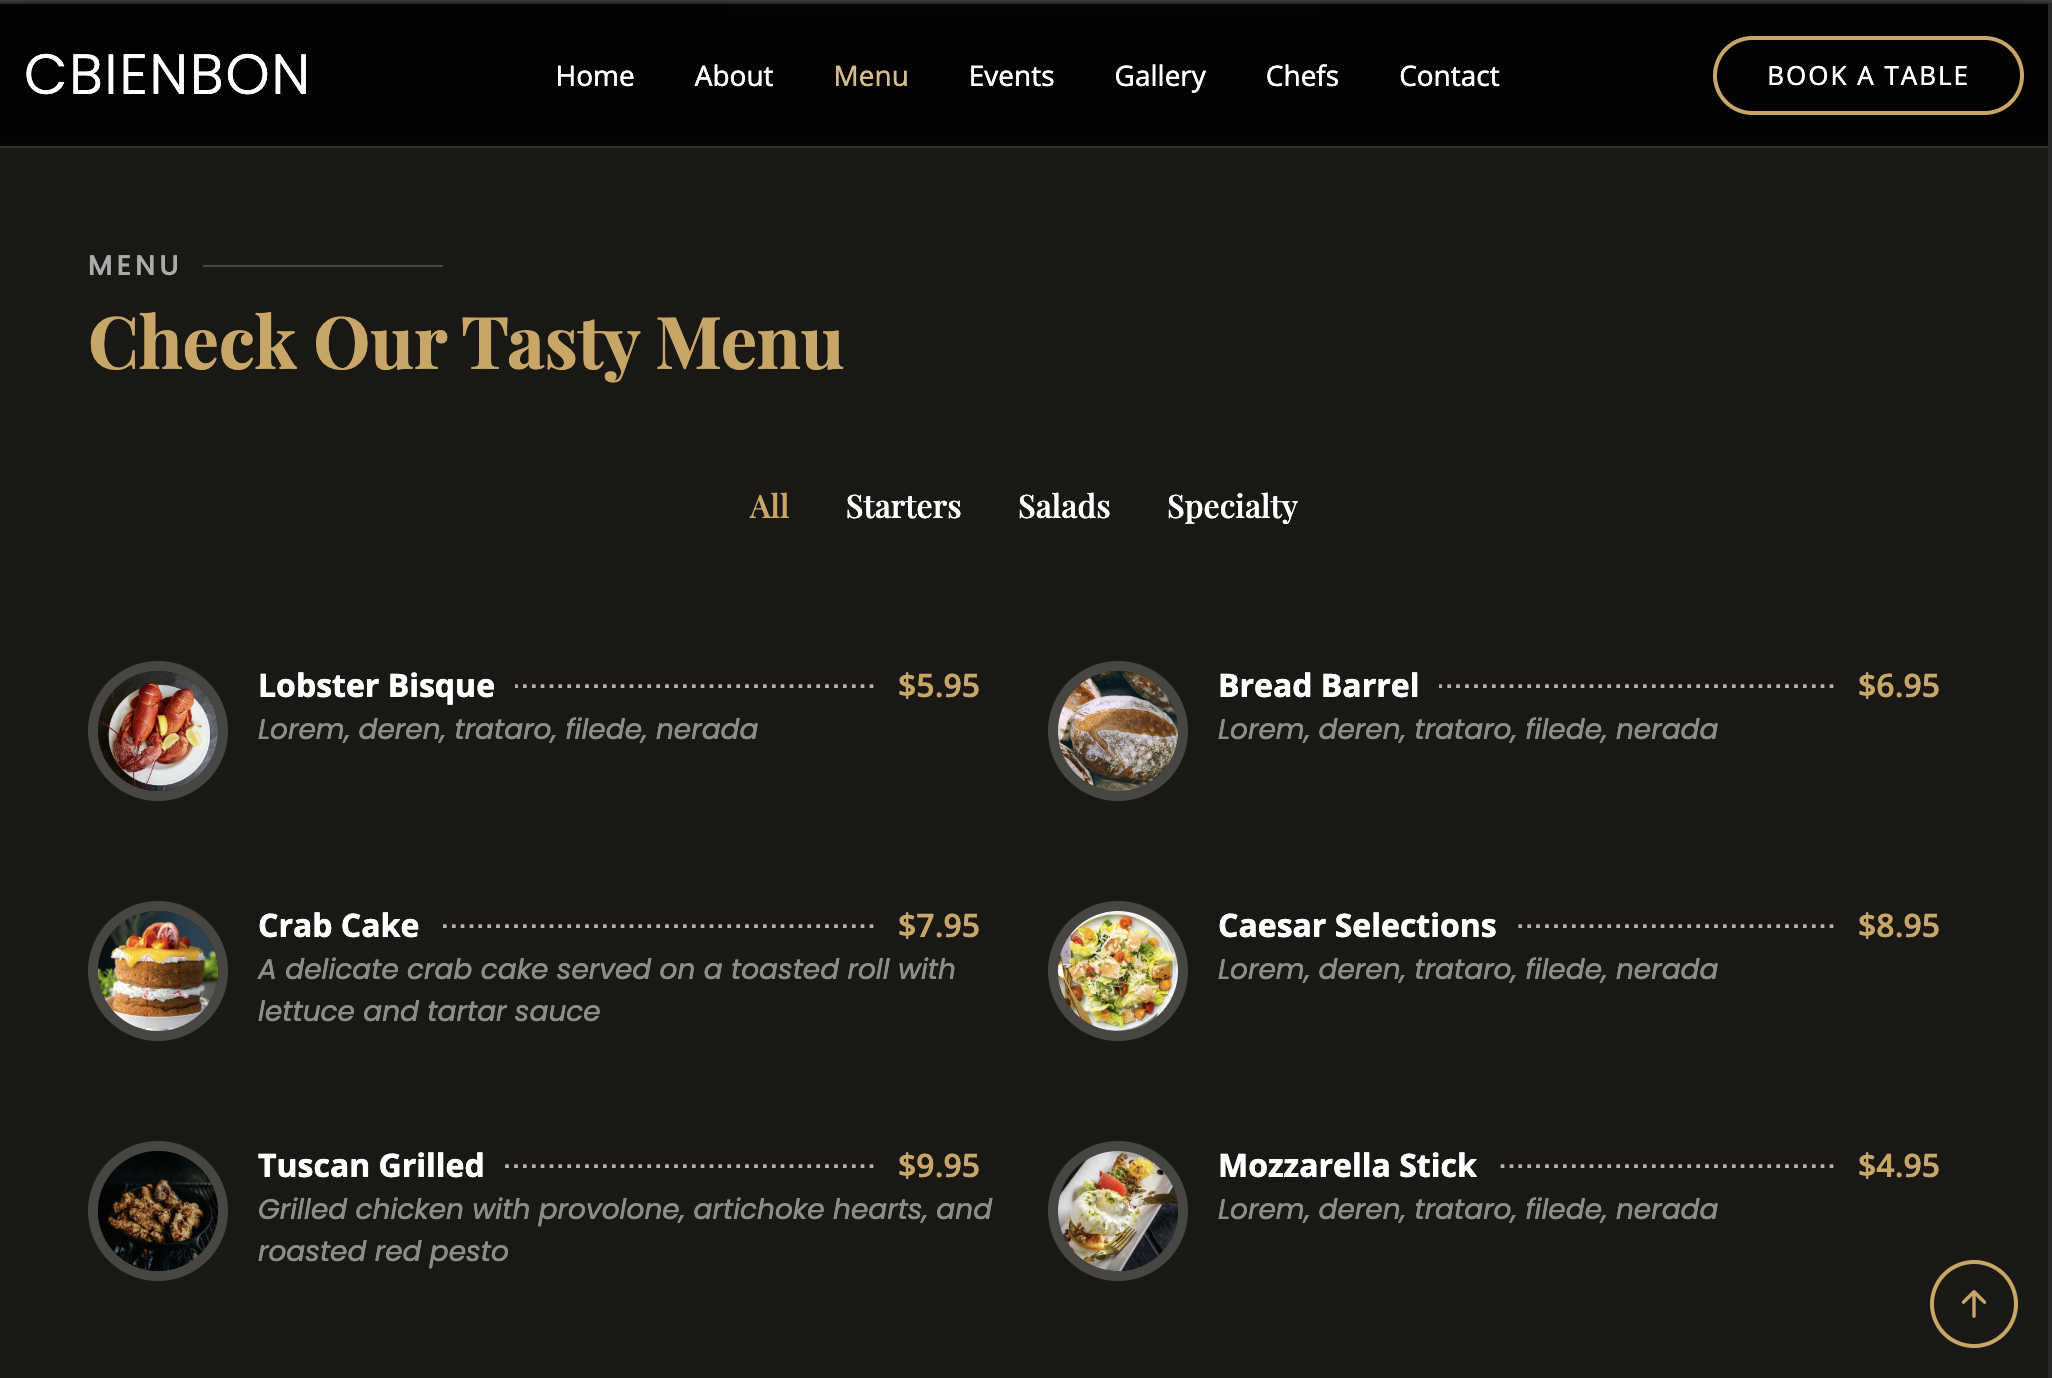 CBIENBON
Home About Menu Events Gallery Chefs Contact
BOOK A TABLE
MENU
Check Our Tasty Menu
All Starters Salads Specialty
Lobster Bisque $5.95
Lorem, deren, trataro, filede, nerada
Bread Barrel $6.95
Lorem, deren, trataro, filede, nerada
Crab Cake $7.95
A delicate crab cake served on a toasted roll with
lettuce and tartar sauce
Caesar Selections $8.95
Lorem, deren, trataro, filede, nerada
Tuscan Grilled $9.95
Grilled chicken with provolone, artichoke hearts, and
roasted red pesto
Mozzarella Stick $4.95
Lorem, deren, trataro, filede, nerada